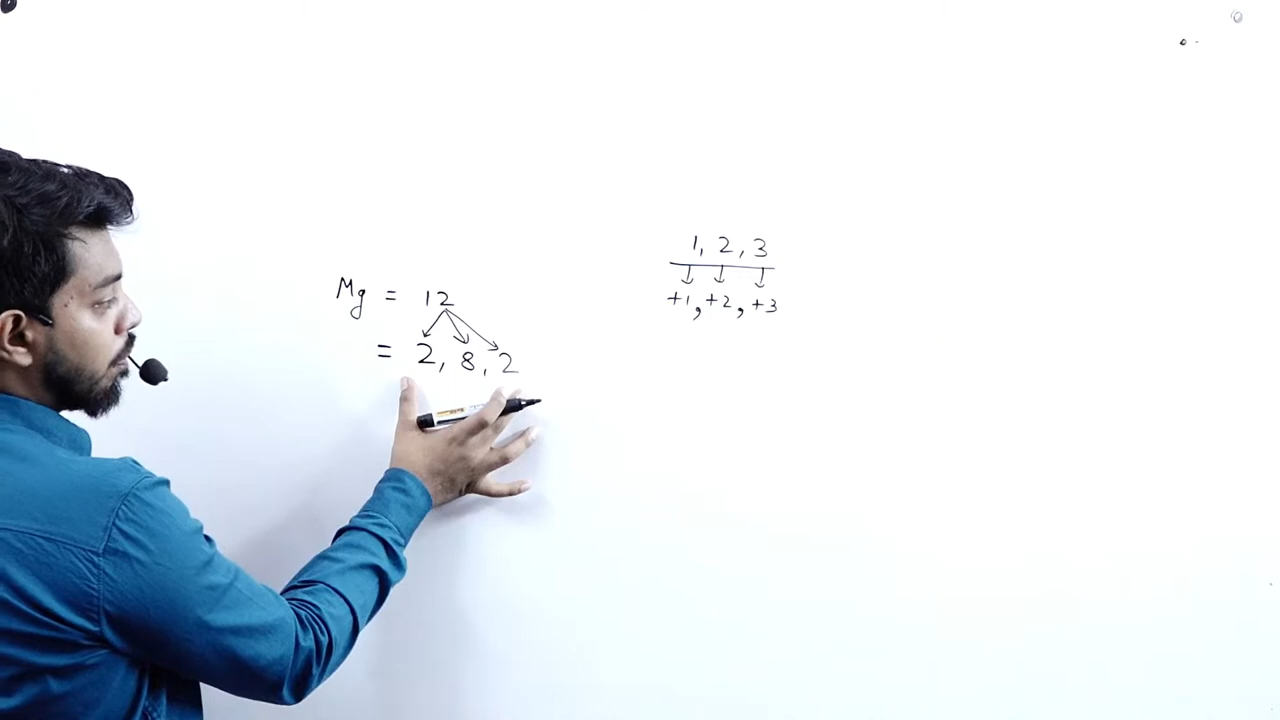 Mg = 12
= 2, 8, 2
1, 2, 3
+1, +2, +3